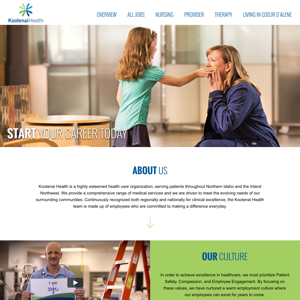 KootenaiHealth
OVERVIEW ALL JOBS NURSING PROVIDER THERAPY LIVING IN COEUR D'ALENE
START YOUR CAREER TODAY
ABOUT US
Kootenai Health is a highly esteemed health care organization, serving patients throughout Northern Idaho and the Inland
Northwest. We provide a comprehensive range of medical services and we are driven to meet the evolving needs of our
surrounding communities. Continuously recognized both regionally and nationally for clinical excellence, the Kootenai Health
team is made up of employees who are committed to making a difference everyday.
OUR CULTURE
I am
In order to achieve excellence in healthcare, we must prioritize Patient
Safety, Compassion, and Employee Engagement. By focusing on
these values, we have nurtured a warm employment culture where
our employees can excel for years to come.